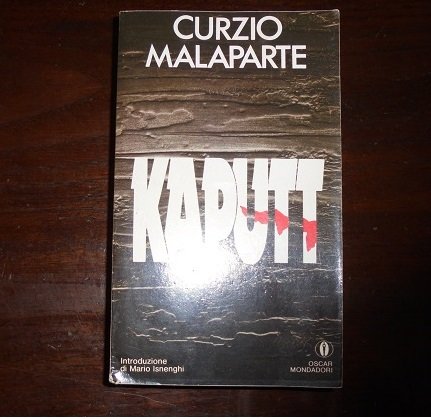 CURZIO
MALAPARTE
KAPUTT
Introduzione
di Mario Isnenghi
OSCAR
MONDADORI